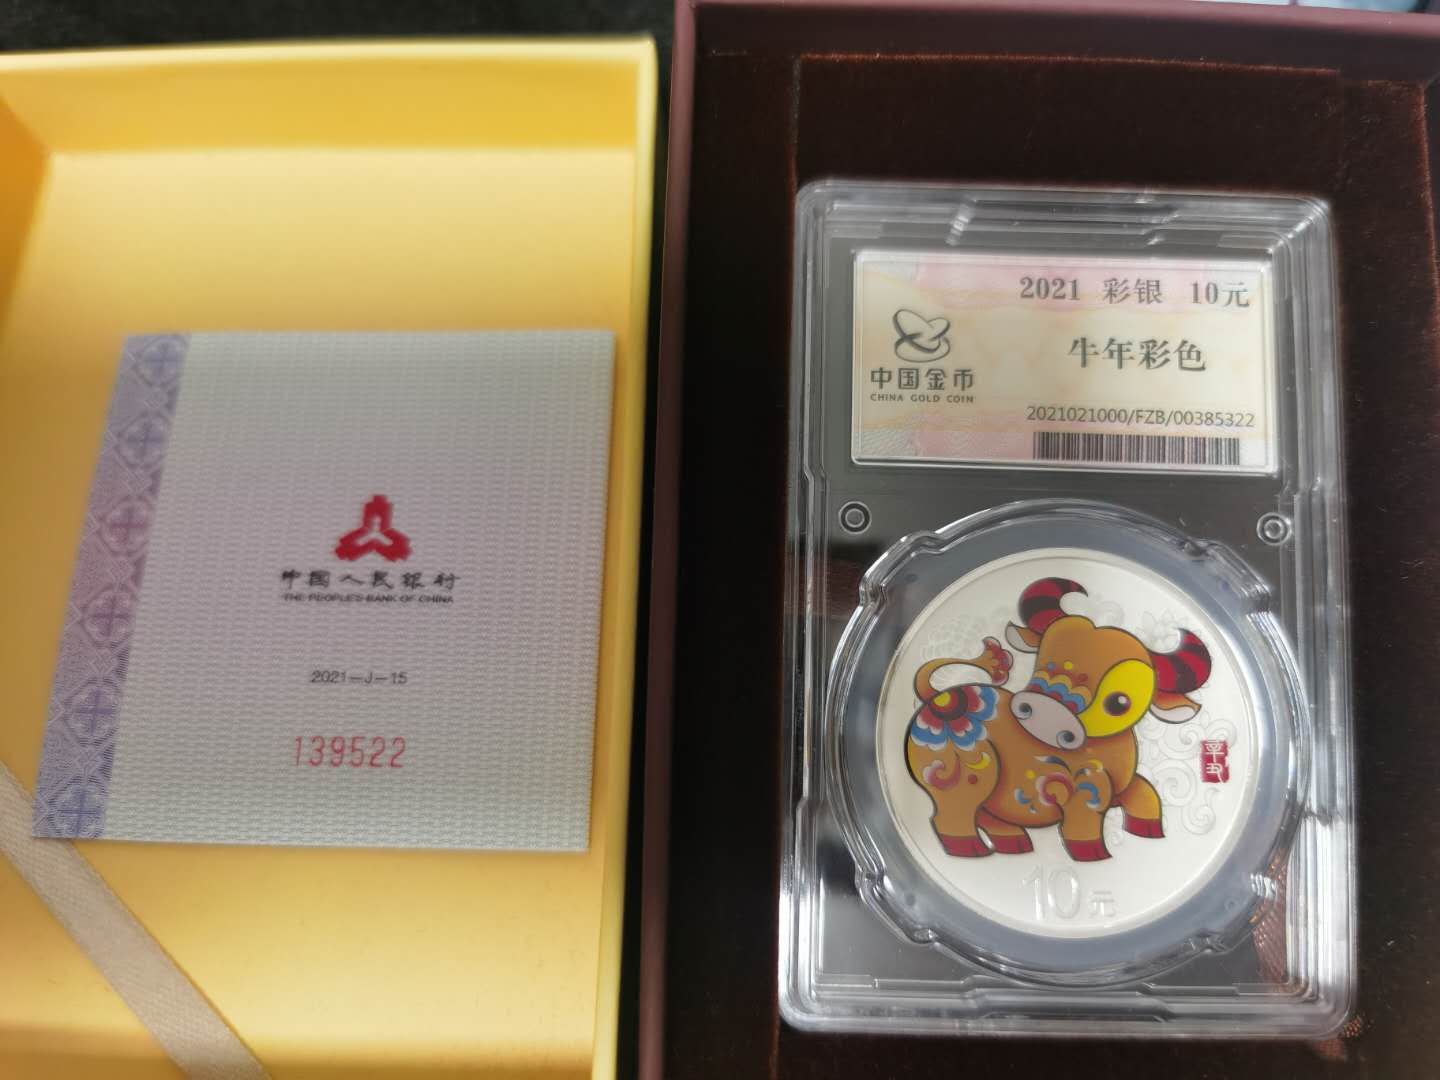 中国人民银行
THE PEOPLE'S BANK OF CHINA
2021-J-15
139522
2021 彩银 10元
牛年彩色
中国金币
CHINA GOLD COIN
2021021000/FZB/00385322
辛丑
10元